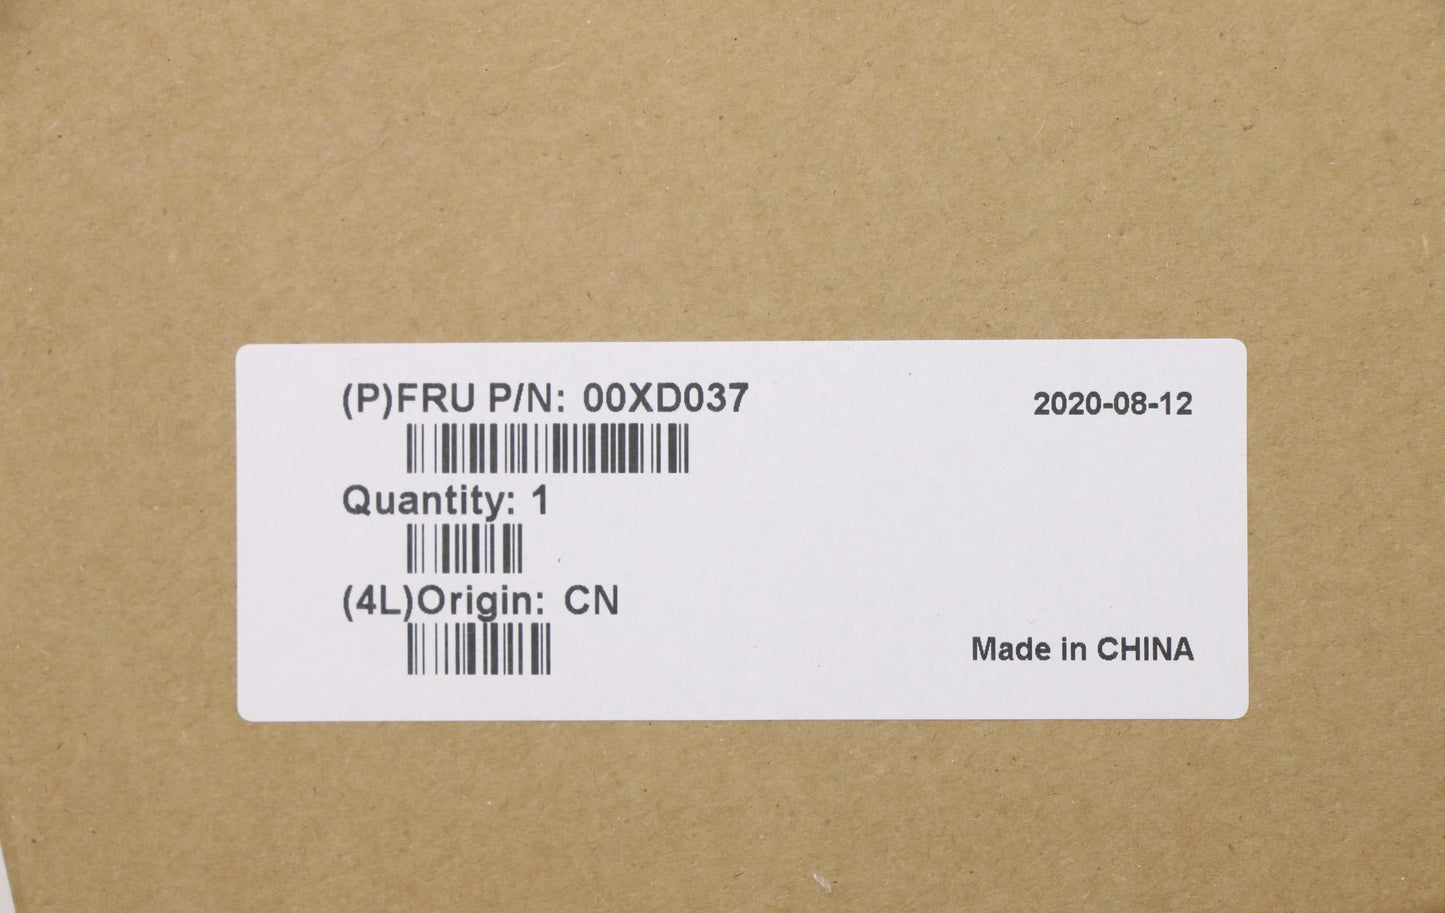 (P)FRU P/N: 00XD037
2020-08-12
Quantity: 1
(4L)Origin: CN
Made in CHINA